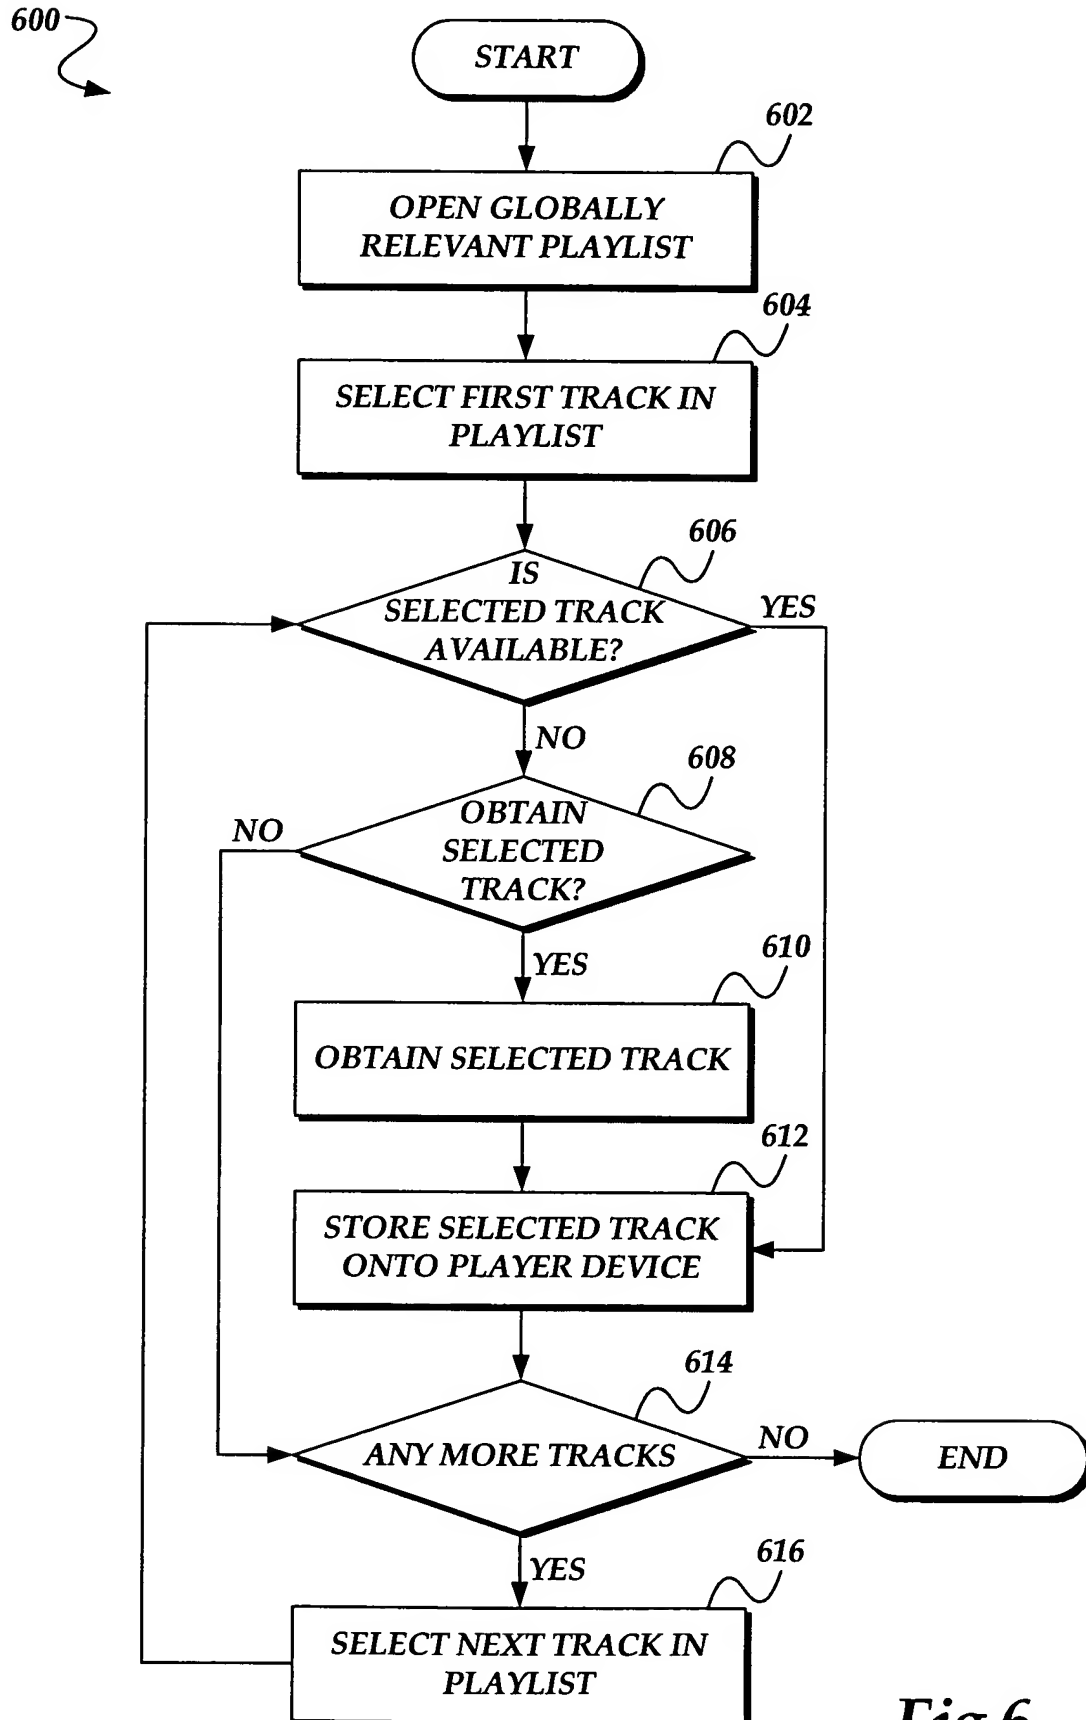 600
START
602
OPEN GLOBALLY
RELEVANT PLAYLIST
604
SELECT FIRST TRACK IN
PLAYLIST
606
IS
SELECTED TRACK
AVAILABLE?
YES
NO
608
OBTAIN
SELECTED
TRACK?
NO
YES
610
OBTAIN SELECTED TRACK
612
STORE SELECTED TRACK
ONTO PLAYER DEVICE
614
ANY MORE TRACKS
NO
END
YES
616
SELECT NEXT TRACK IN
PLAYLIST
Fig 6